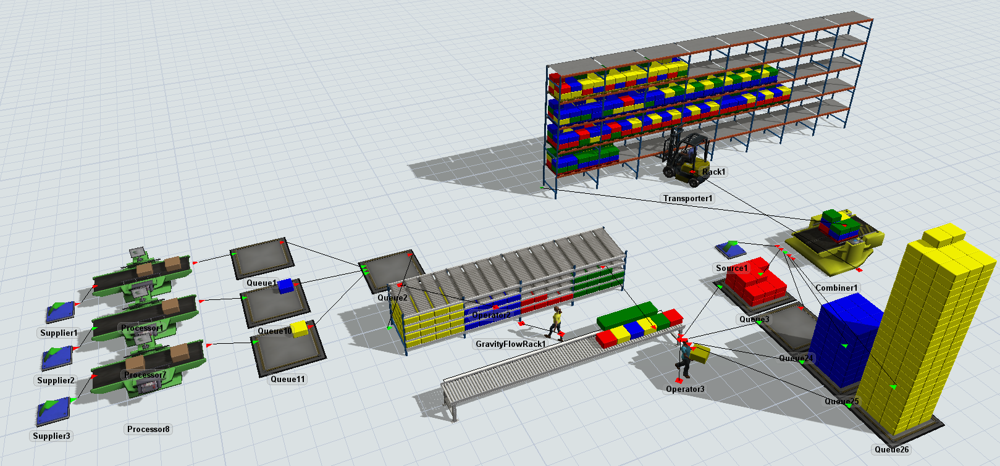 Rack1
Transporter1
Source1
Combiner1
Queue1
Queue2
Operator2
Queue3
Supplier1
Processor1
Queue10
GravityFlowRack1
Queue24
Supplier2
Processor7
Queue11
Operator3
Queue25
Supplier3
Processor8
Queue26